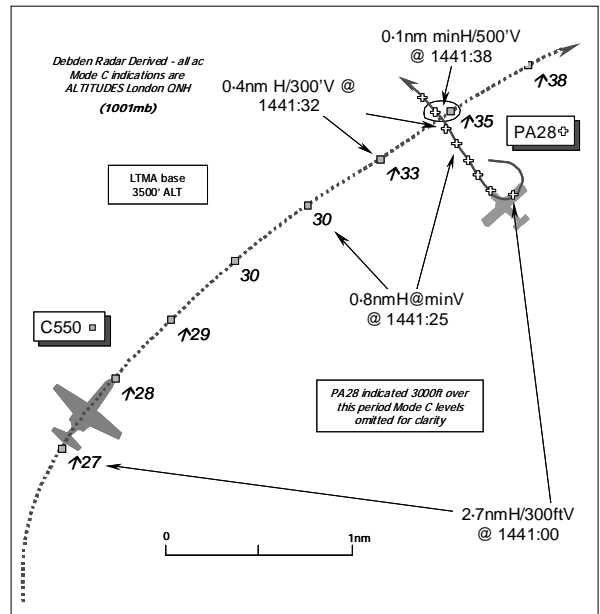 Debden Radar Derived - all ac
Mode C indications are
ALTITUDES London QNH
(1001mb)
0·1nm minH/500'V
@ 1441:38
0·4nm H/300'V @
1441:32
↑38
↑35
PA28
LTMA base
3500' ALT
↑33
30
30
0·8nmH@minV
@ 1441:25
C550
↑29
↑28
PA28 indicated 3000ft over
this period Mode C levels
omitted for clarity
↑27
2·7nmH/300ftV
@ 1441:00
0
1nm